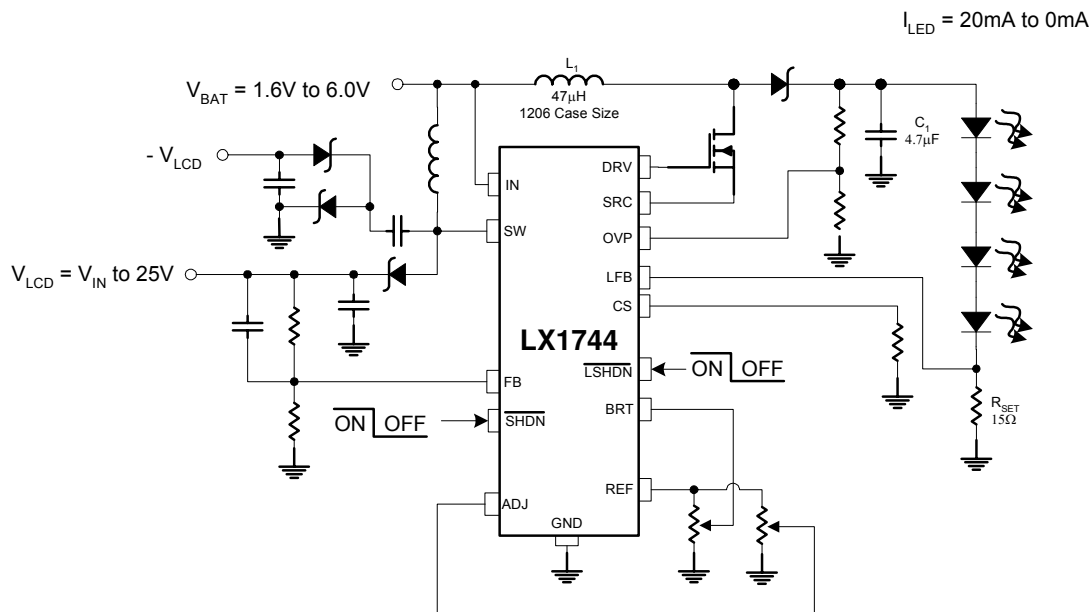 I_LED = 20mA to 0mA
L_1
47µH
1206 Case Size
V_BAT = 1.6V to 6.0V
C_1
4.7µF
- V_LCD
DRV
IN
SRC
SW
OVP
V_LCD = V_IN to 25V
LFB
CS
LX1744
LSHDN
ON OFF
FB
BRT
R_SET
15Ω
ON OFF
SHDN
REF
ADJ
GND